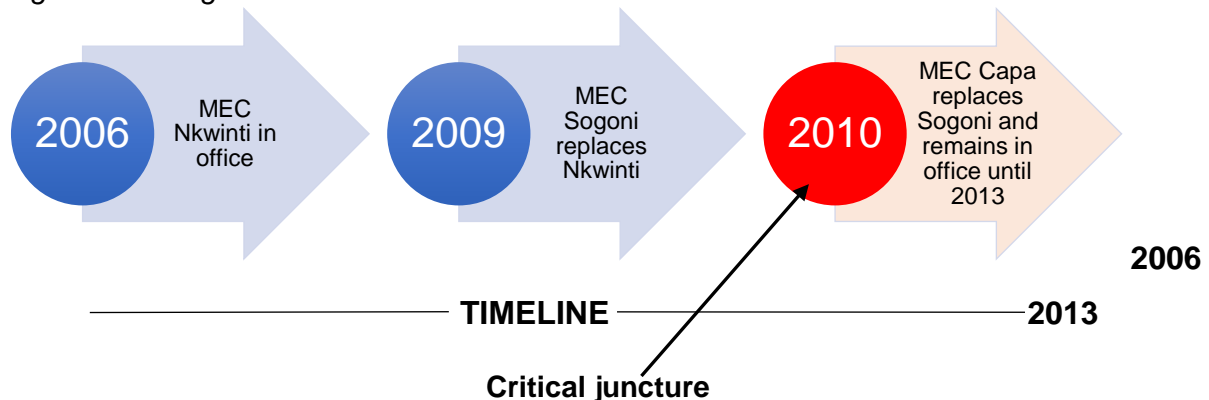 2006
MEC
Nkwinti in
office
2009
MEC
Sogoni
replaces
Nkwinti
2010
MEC Capa
replaces
Sogoni and
remains in
office until
2013
2006
TIMELINE
2013
Critical juncture